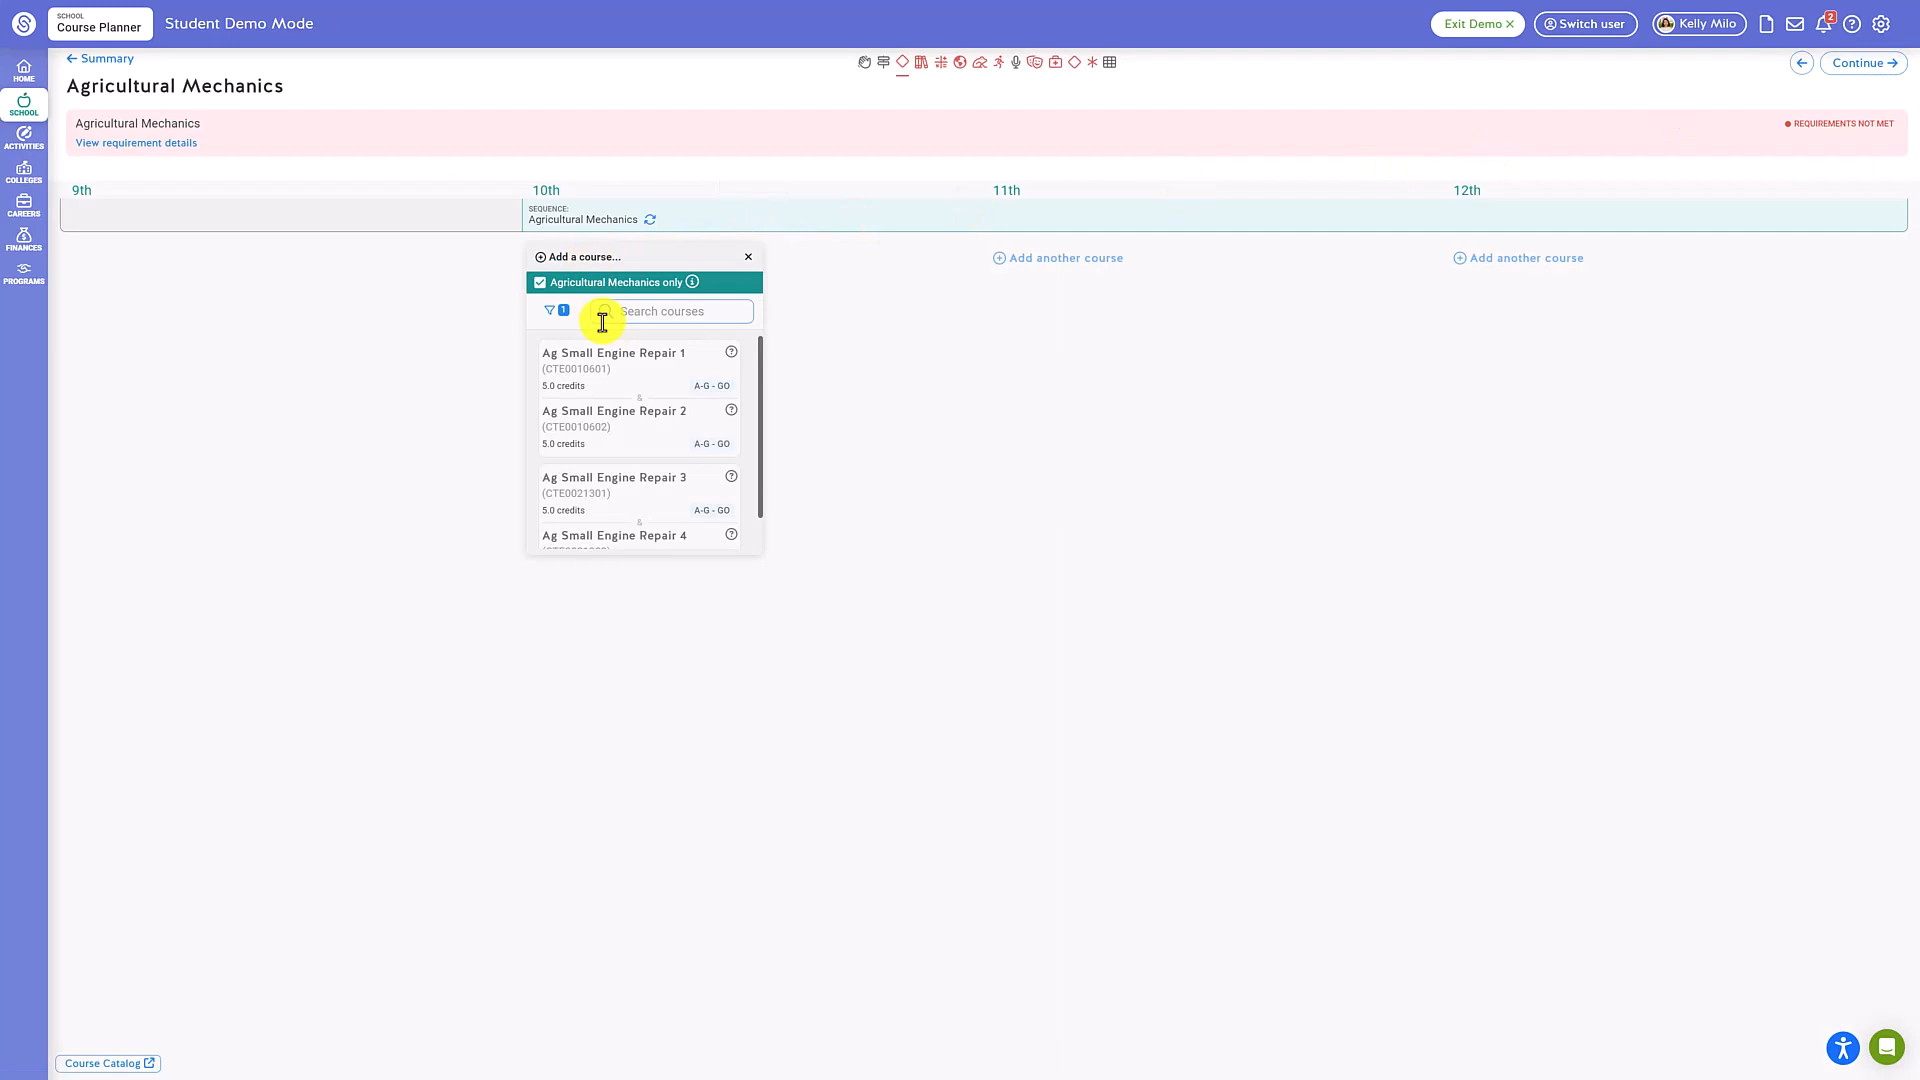 SCHOOL
Course Planner
Student Demo Mode
Exit Demo ×
Switch user
Kelly Milo
2
HOME
SCHOOL
ACTIVITIES
COLLEGES
CAREERS
FINANCES
PROGRAMS
← Summary
Continue →
Agricultural Mechanics
Agricultural Mechanics
REQUIREMENTS NOT MET
View requirement details
9th
10th
11th
12th
SEQUENCE:
Agricultural Mechanics
Add a course...
Add another course
Add another course
Agricultural Mechanics only
1
Search courses
Ag Small Engine Repair 1
(CTE0010601)
5.0 credits
A-G - GO
&
Ag Small Engine Repair 2
(CTE0010602)
5.0 credits
A-G - GO
Ag Small Engine Repair 3
(CTE0021301)
5.0 credits
A-G - GO
&
Ag Small Engine Repair 4
Course Catalog